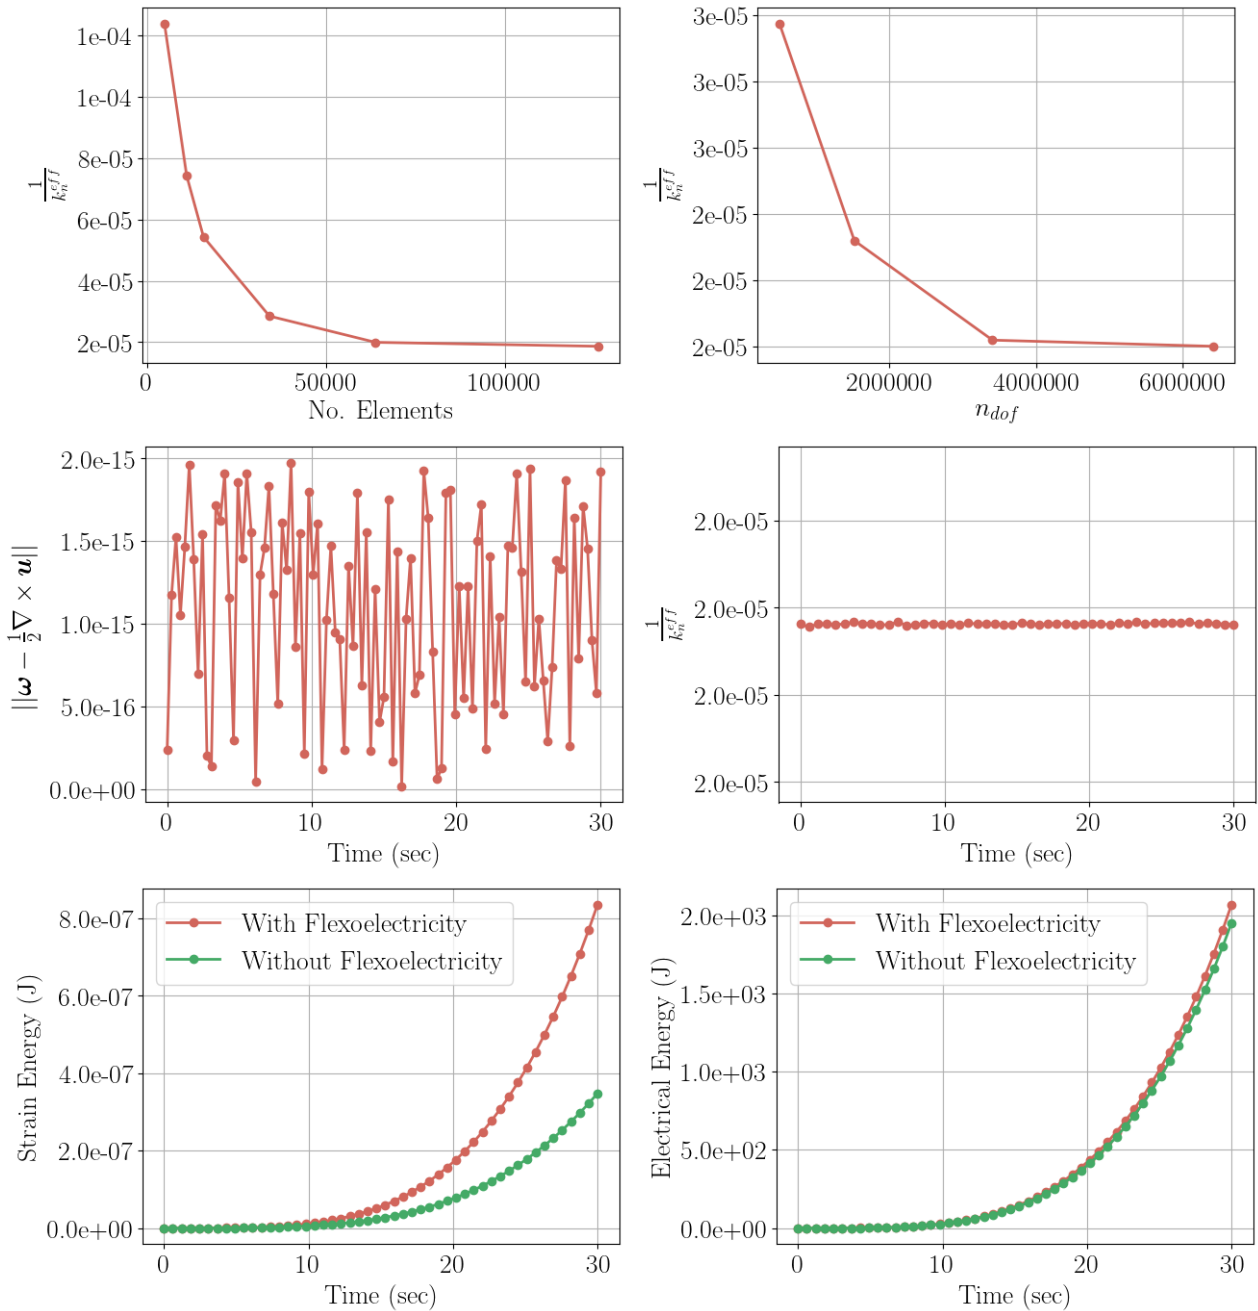 1e-04
1e-04
8e-05
6e-05
4e-05
2e-05
1/k_n^{eff}
0 50000 100000
No. Elements
3e-05
3e-05
3e-05
2e-05
2e-05
2e-05
1/k_n^{eff}
2000000 4000000 6000000
n_{dof}
2.0e-15
1.5e-15
1.0e-15
5.0e-16
0.0e+00
||ω − ½∇ × u||
0 10 20 30
Time (sec)
2.0e-05
2.0e-05
2.0e-05
2.0e-05
1/k_n^{eff}
0 10 20 30
Time (sec)
With Flexoelectricity
Without Flexoelectricity
8.0e-07
6.0e-07
4.0e-07
2.0e-07
0.0e+00
Strain Energy (J)
0 10 20 30
Time (sec)
With Flexoelectricity
Without Flexoelectricity
2.0e+03
1.5e+03
1.0e+03
5.0e+02
0.0e+00
Electrical Energy (J)
0 10 20 30
Time (sec)